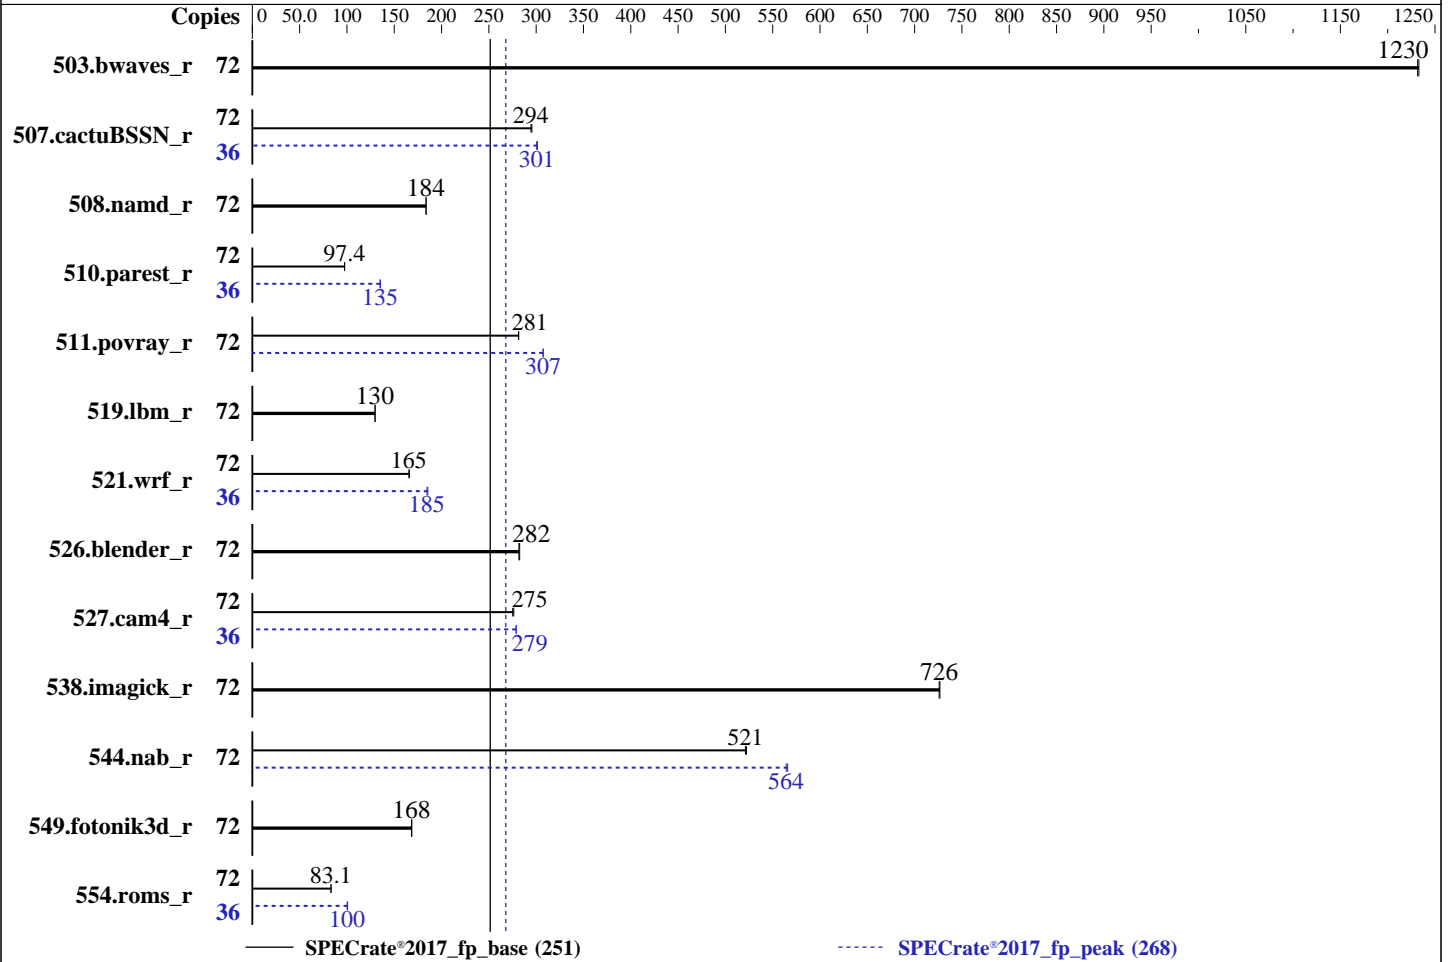 Copies 0 50.0 100 150 200 250 300 350 400 450 500 550 600 650 700 750 800 850 900 950 1050 1150 1250
503.bwaves_r 72 1230
507.cactuBSSN_r 72 294
36 301
508.namd_r 72 184
510.parest_r 72 97.4
36 135
511.povray_r 72 281
307
519.lbm_r 72 130
521.wrf_r 72 165
36 185
526.blender_r 72 282
527.cam4_r 72 275
36 279
538.imagick_r 72 726
544.nab_r 72 521
564
549.fotonik3d_r 72 168
554.roms_r 72 83.1
36 100
SPECrate®2017_fp_base (251) SPECrate®2017_fp_peak (268)